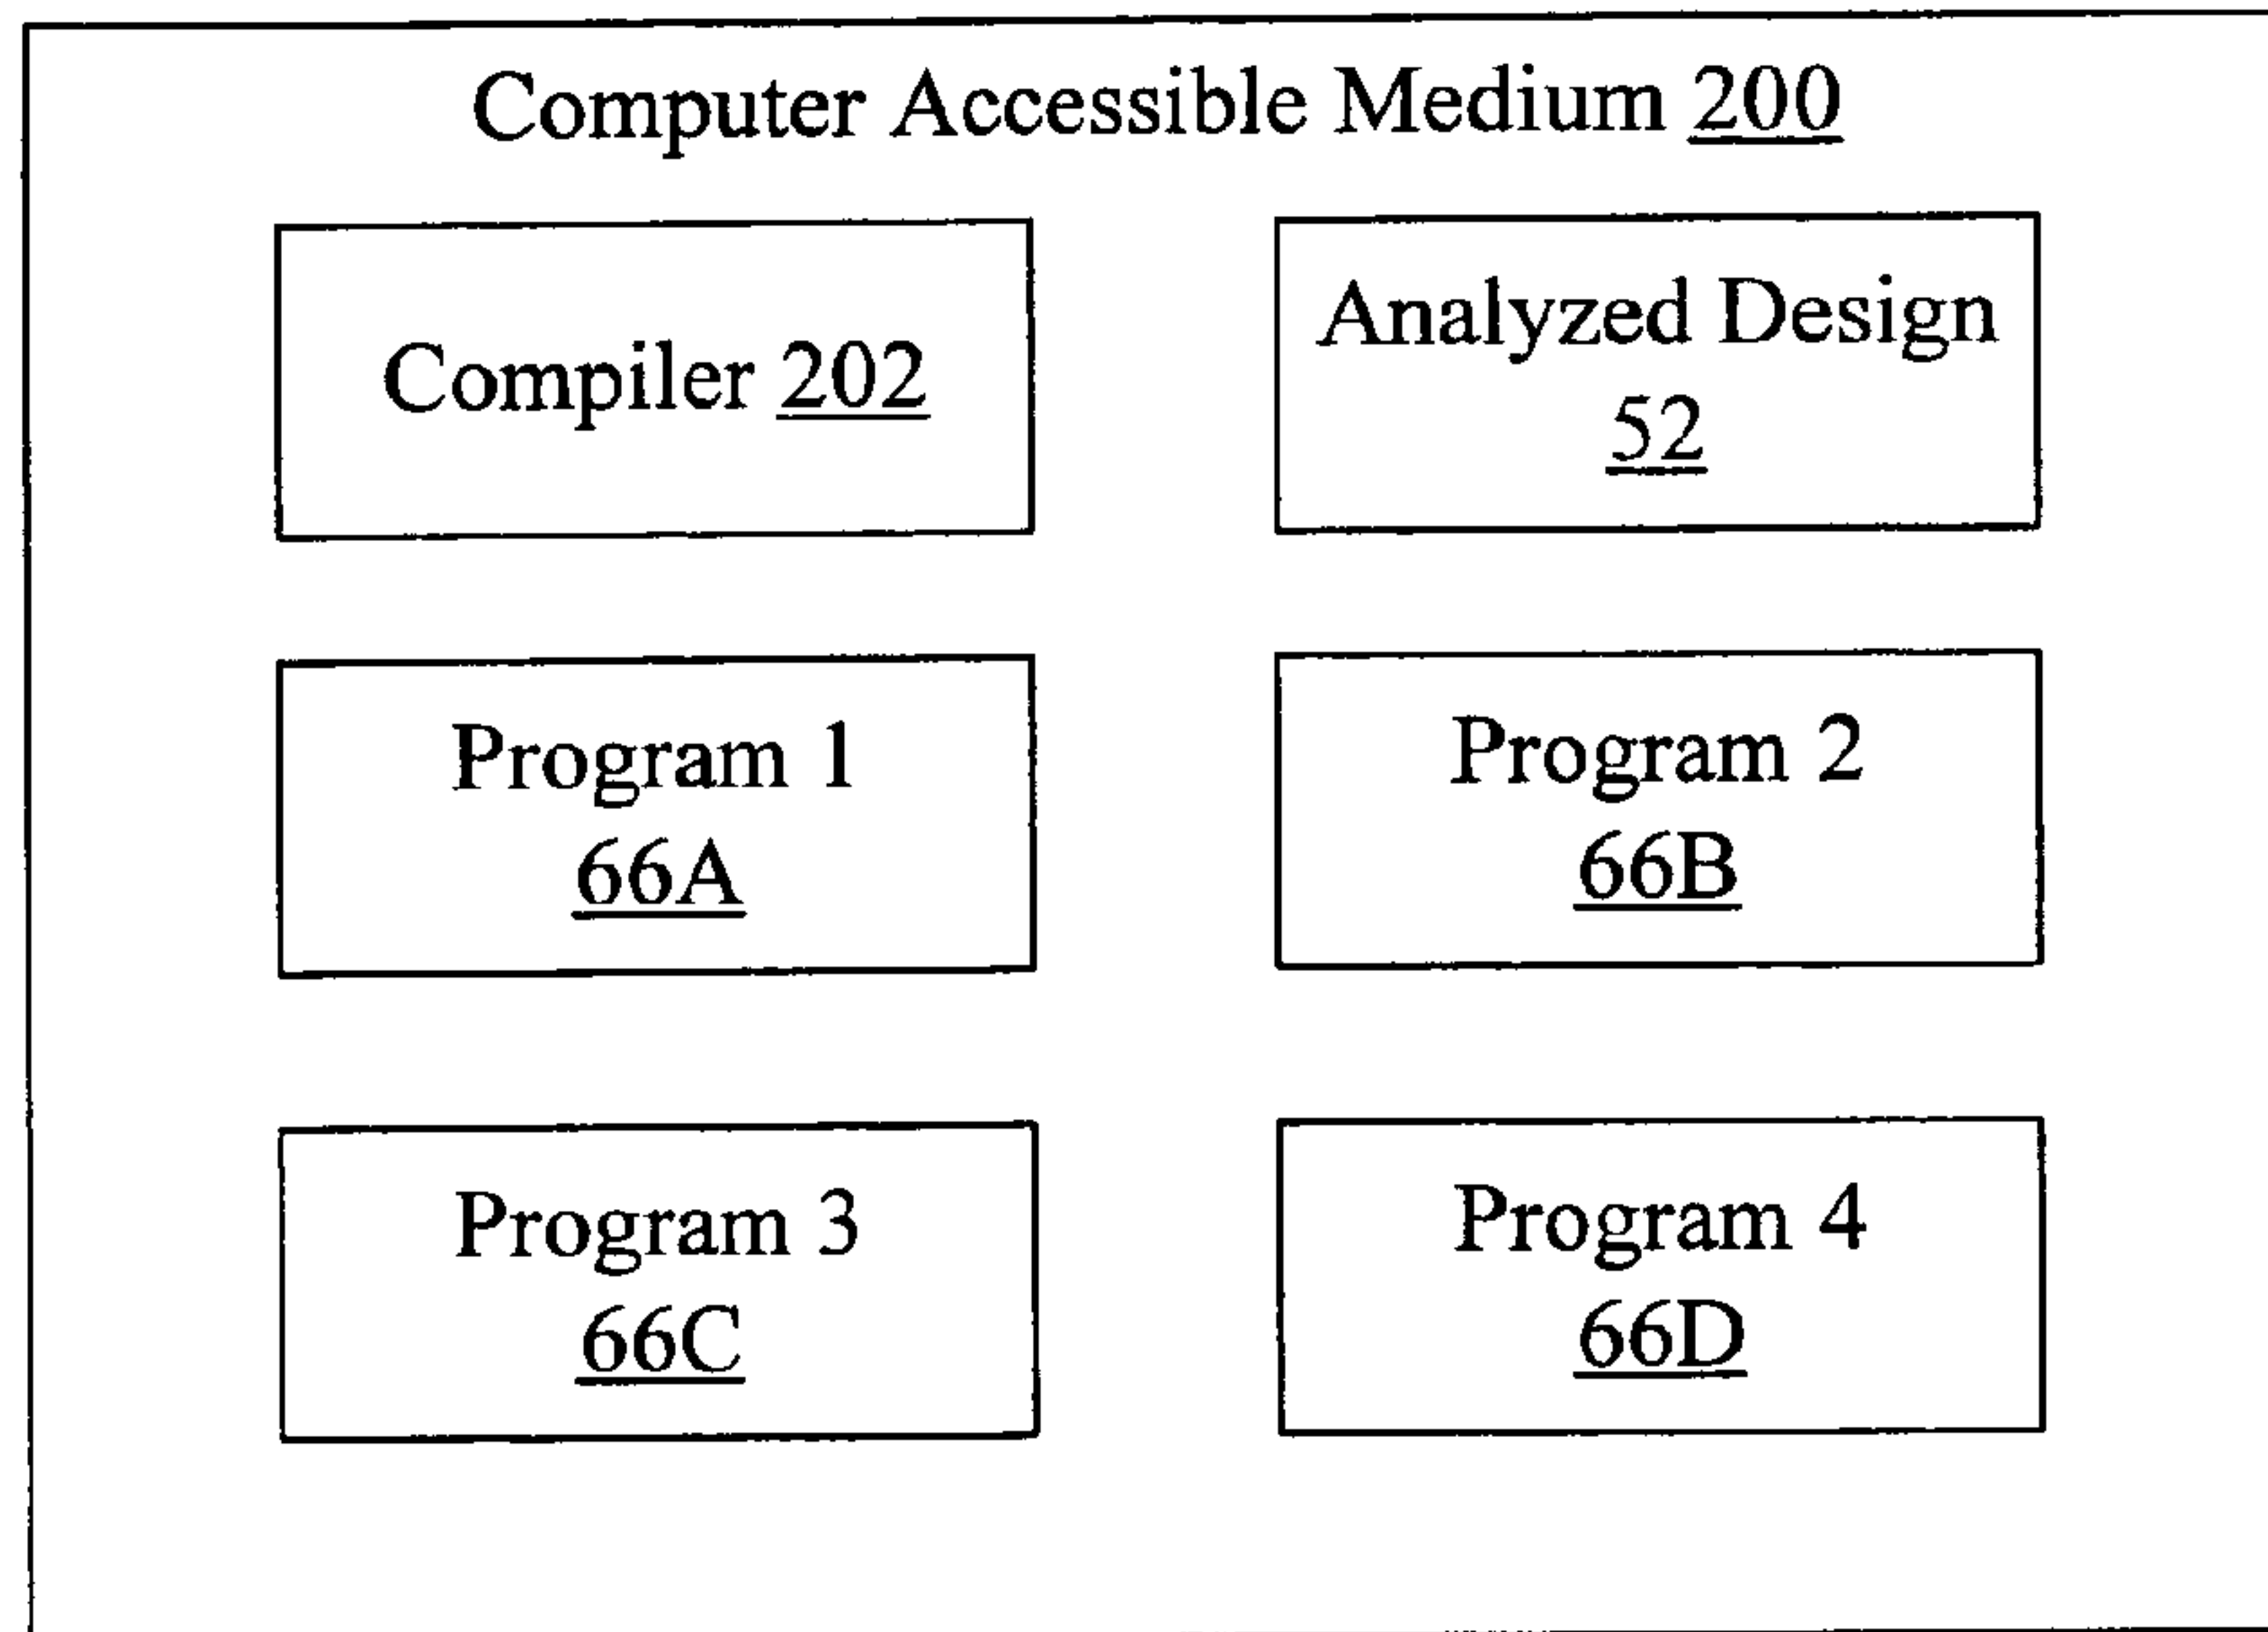 Computer Accessible Medium 200
Compiler 202
Analyzed Design
52
Program 1
66A
Program 2
66B
Program 3
66C
Program 4
66D